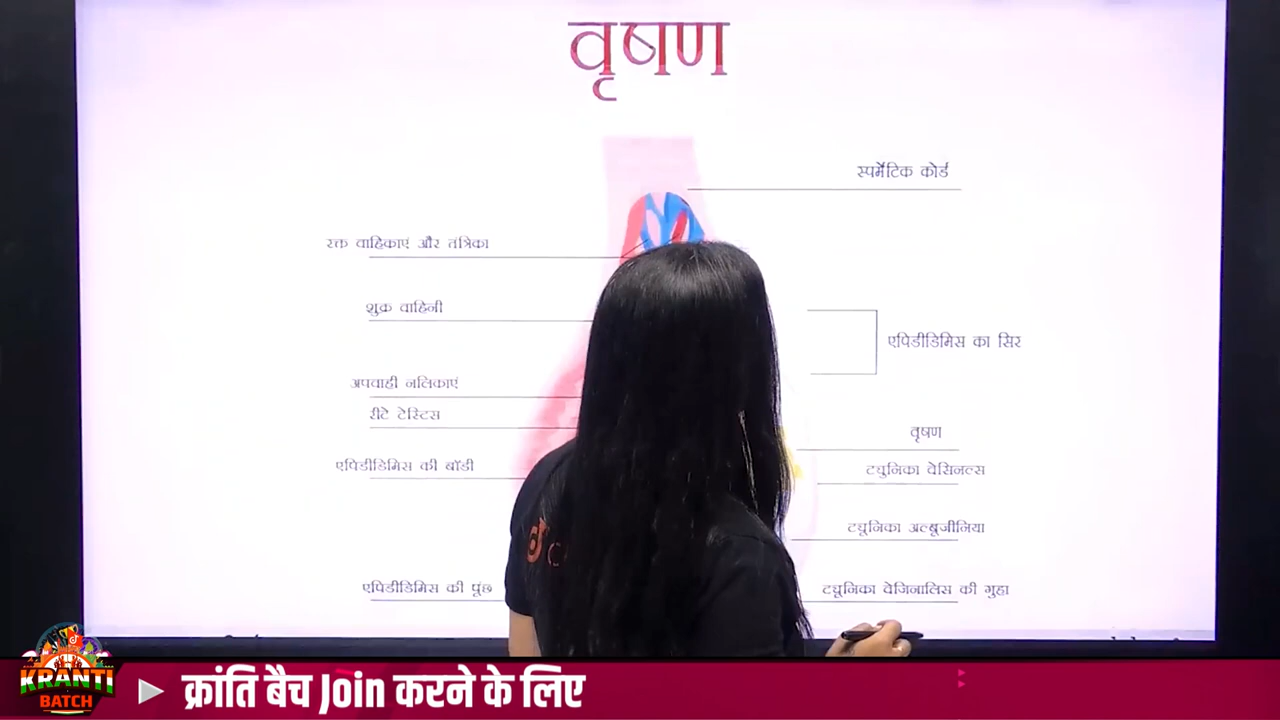 वृषण
स्पर्मेटिक कोर्ड
रक्त वाहिकाएं और तंत्रिका
शुक्र वाहिनी
एपिडीडिमिस का सिर
अपवाही नलिकाएं
रीटे टेस्टिस
वृषण
एपिडीडिमिस की बॉडी
ट्यूनिका वेसिनल्स
ट्यूनिका अल्बूजीनिया
एपिडीडिमिस की पूंछ
ट्यूनिका वेजिनालिस की गुहा
KRANTI
BATCH
क्रांति बैच Join करने के लिए